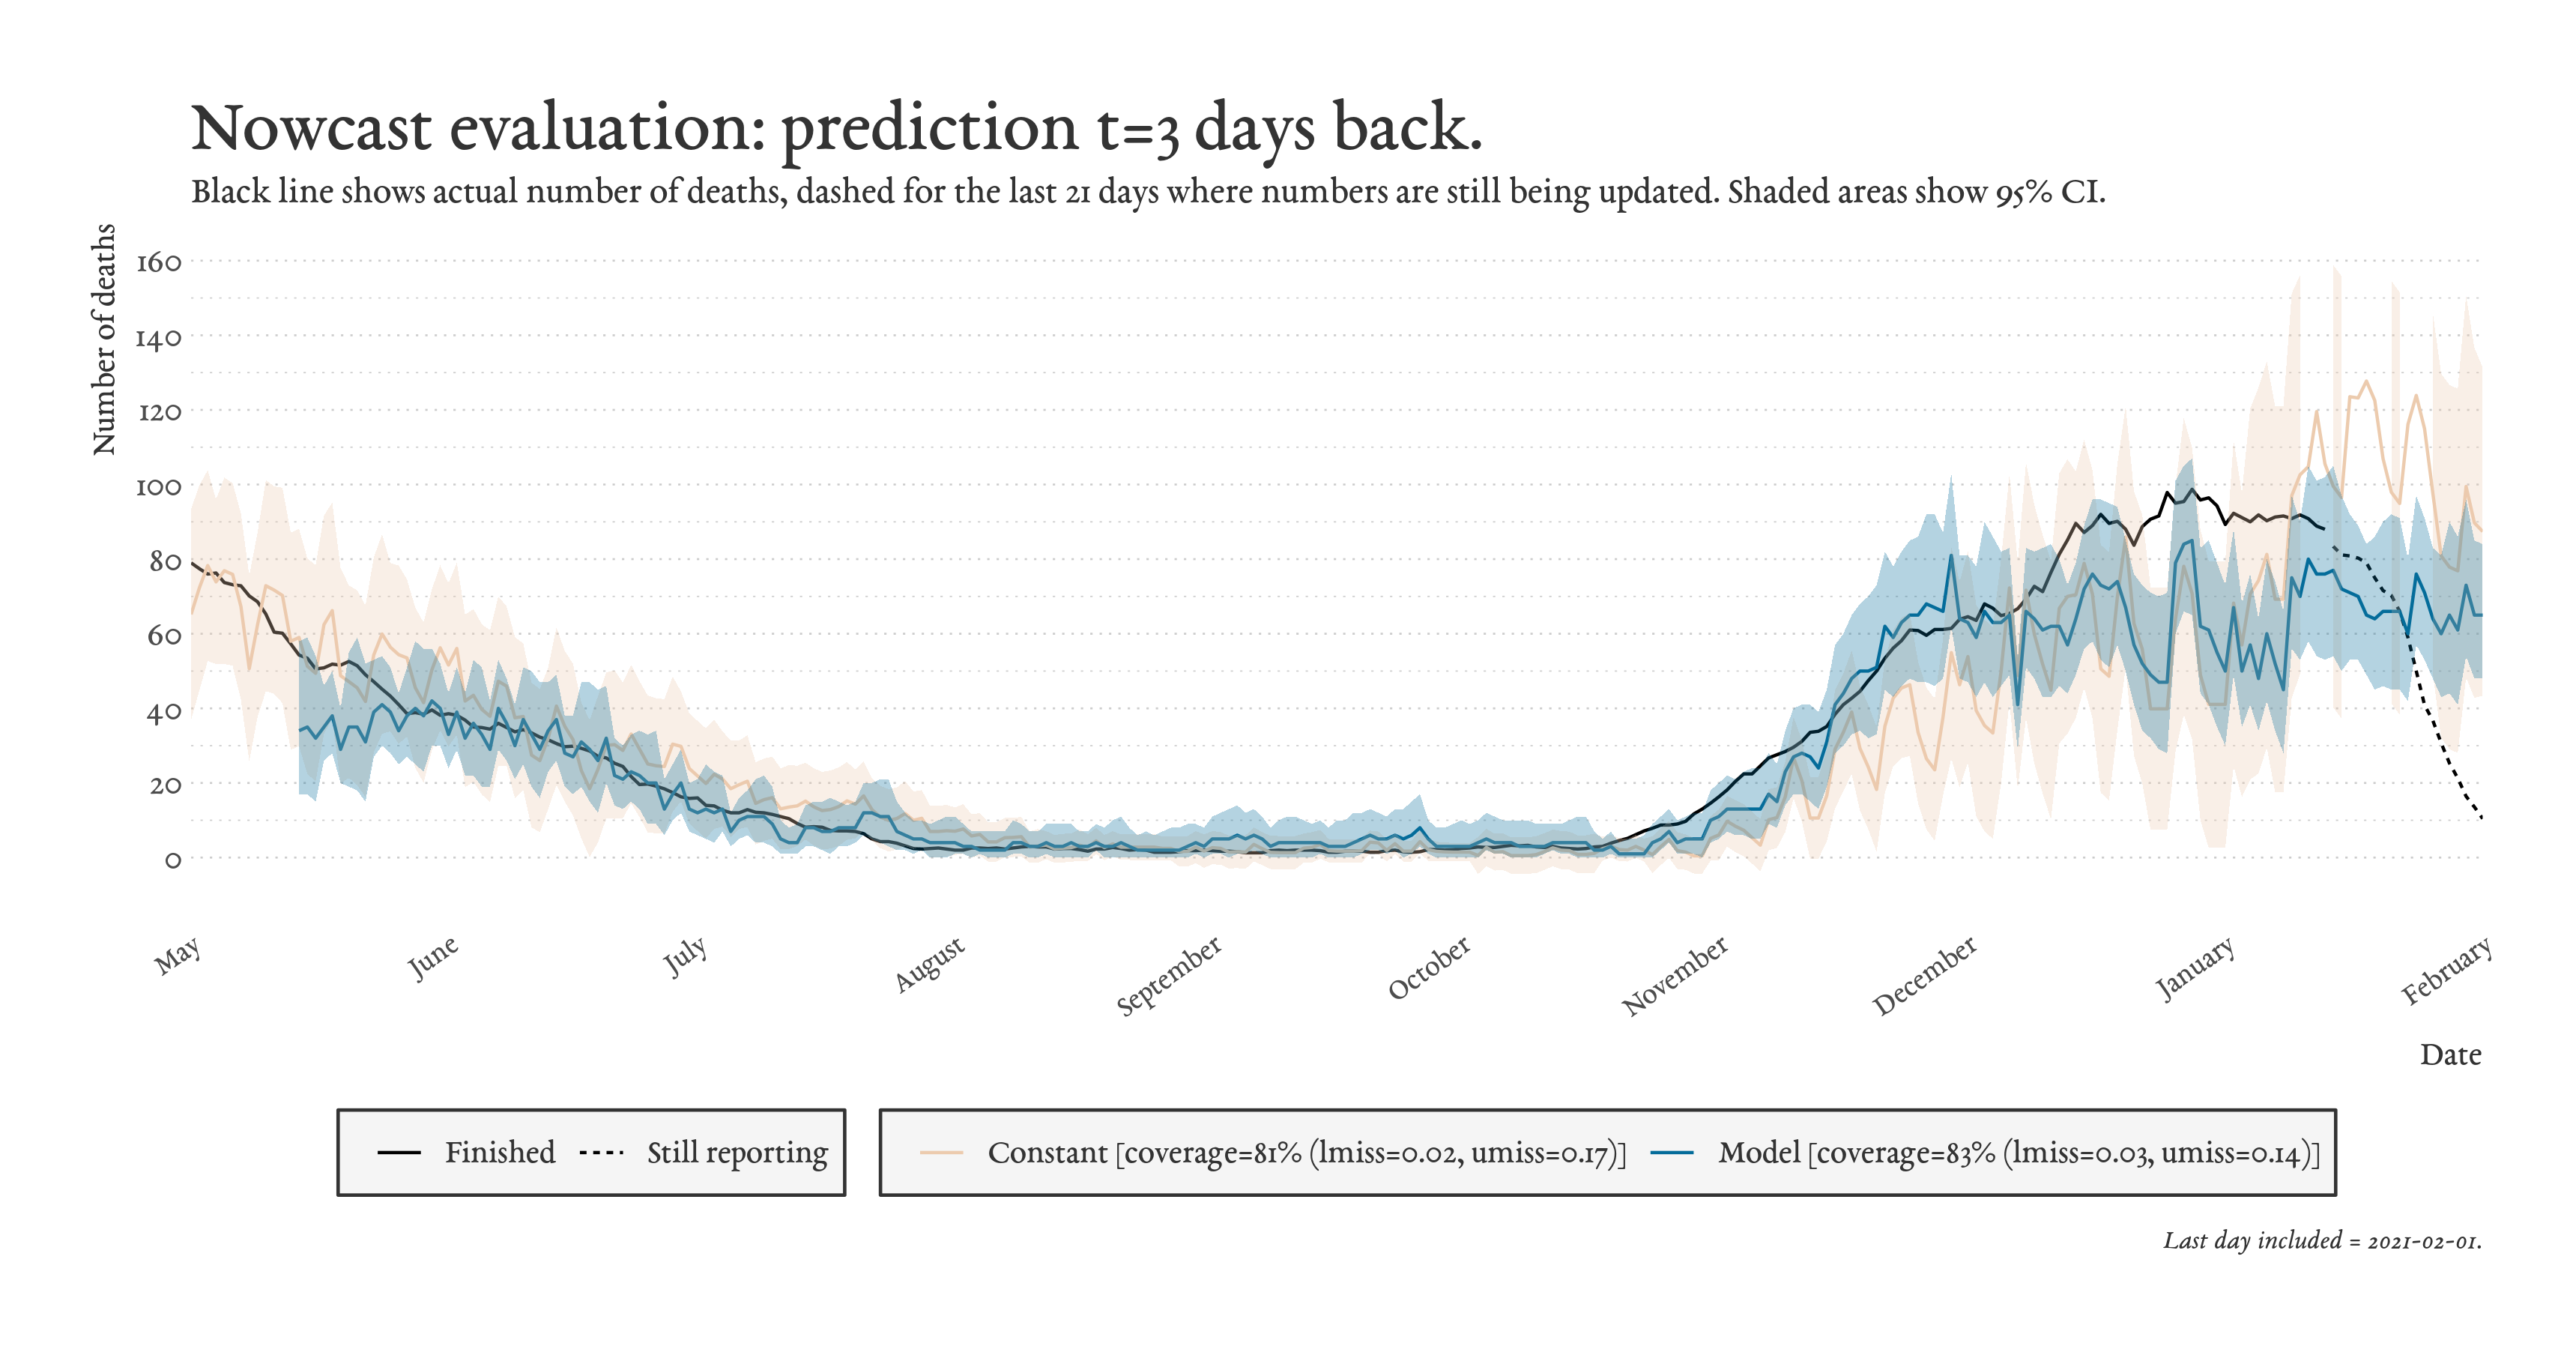 Nowcast evaluation: prediction t=3 days back.
Black line shows actual number of deaths, dashed for the last 21 days where numbers are still being updated. Shaded areas show 95% CI.
Number of deaths
160
140
120
100
80
60
40
20
0
May June July August September October November December January February
Date
Finished Still reporting
Constant [coverage=81% (lmiss=0.02, umiss=0.17)] Model [coverage=83% (lmiss=0.03, umiss=0.14)]
Last day included = 2021-02-01.